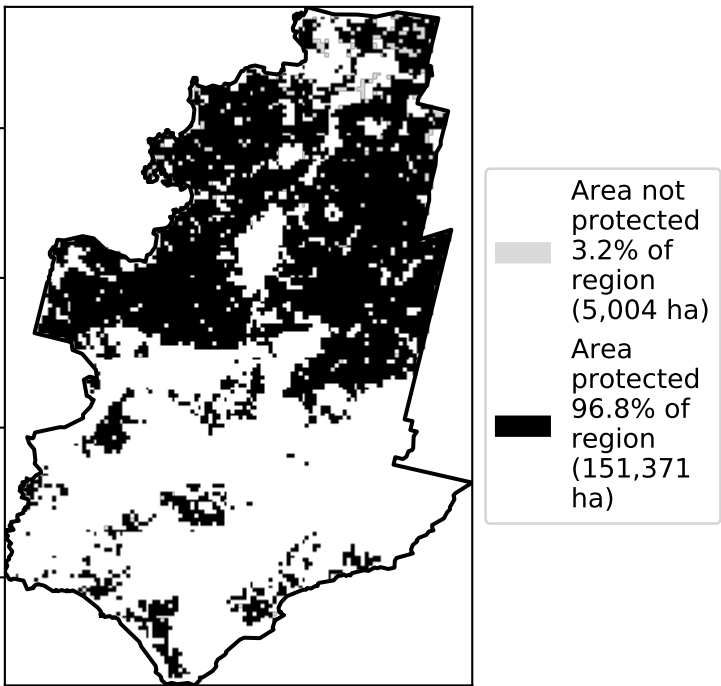 Area not
protected
3.2% of
region
(5,004 ha)
Area
protected
96.8% of
region
(151,371
ha)